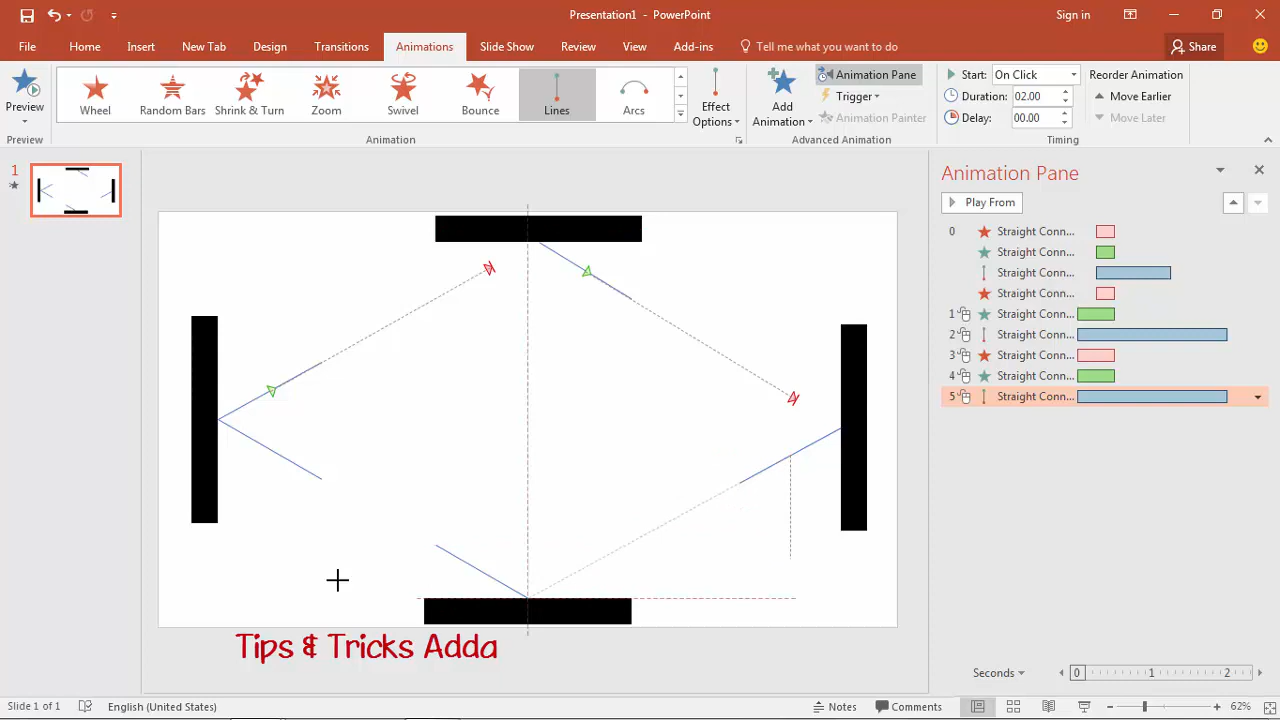 Presentation1 - PowerPoint
Sign in
File
Home
Insert
New Tab
Design
Transitions
Animations
Slide Show
Review
View
Add-ins
Tell me what you want to do
Share
Preview
Wheel
Random Bars
Shrink & Turn
Zoom
Swivel
Bounce
Lines
Arcs
Effect
Options
Add
Animation
Animation Pane
Trigger
Animation Painter
Start: On Click
Duration: 02.00
Delay: 00.00
Reorder Animation
Move Earlier
Move Later
Preview
Animation
Advanced Animation
Timing
1
Animation Pane
Play From
0 Straight Conn...
Straight Conn...
Straight Conn...
Straight Conn...
1 Straight Conn...
2 Straight Conn...
3 Straight Conn...
4 Straight Conn...
5 Straight Conn...
Tips & Tricks Adda
Seconds
0 1 2
Slide 1 of 1
English (United States)
Notes
Comments
62%